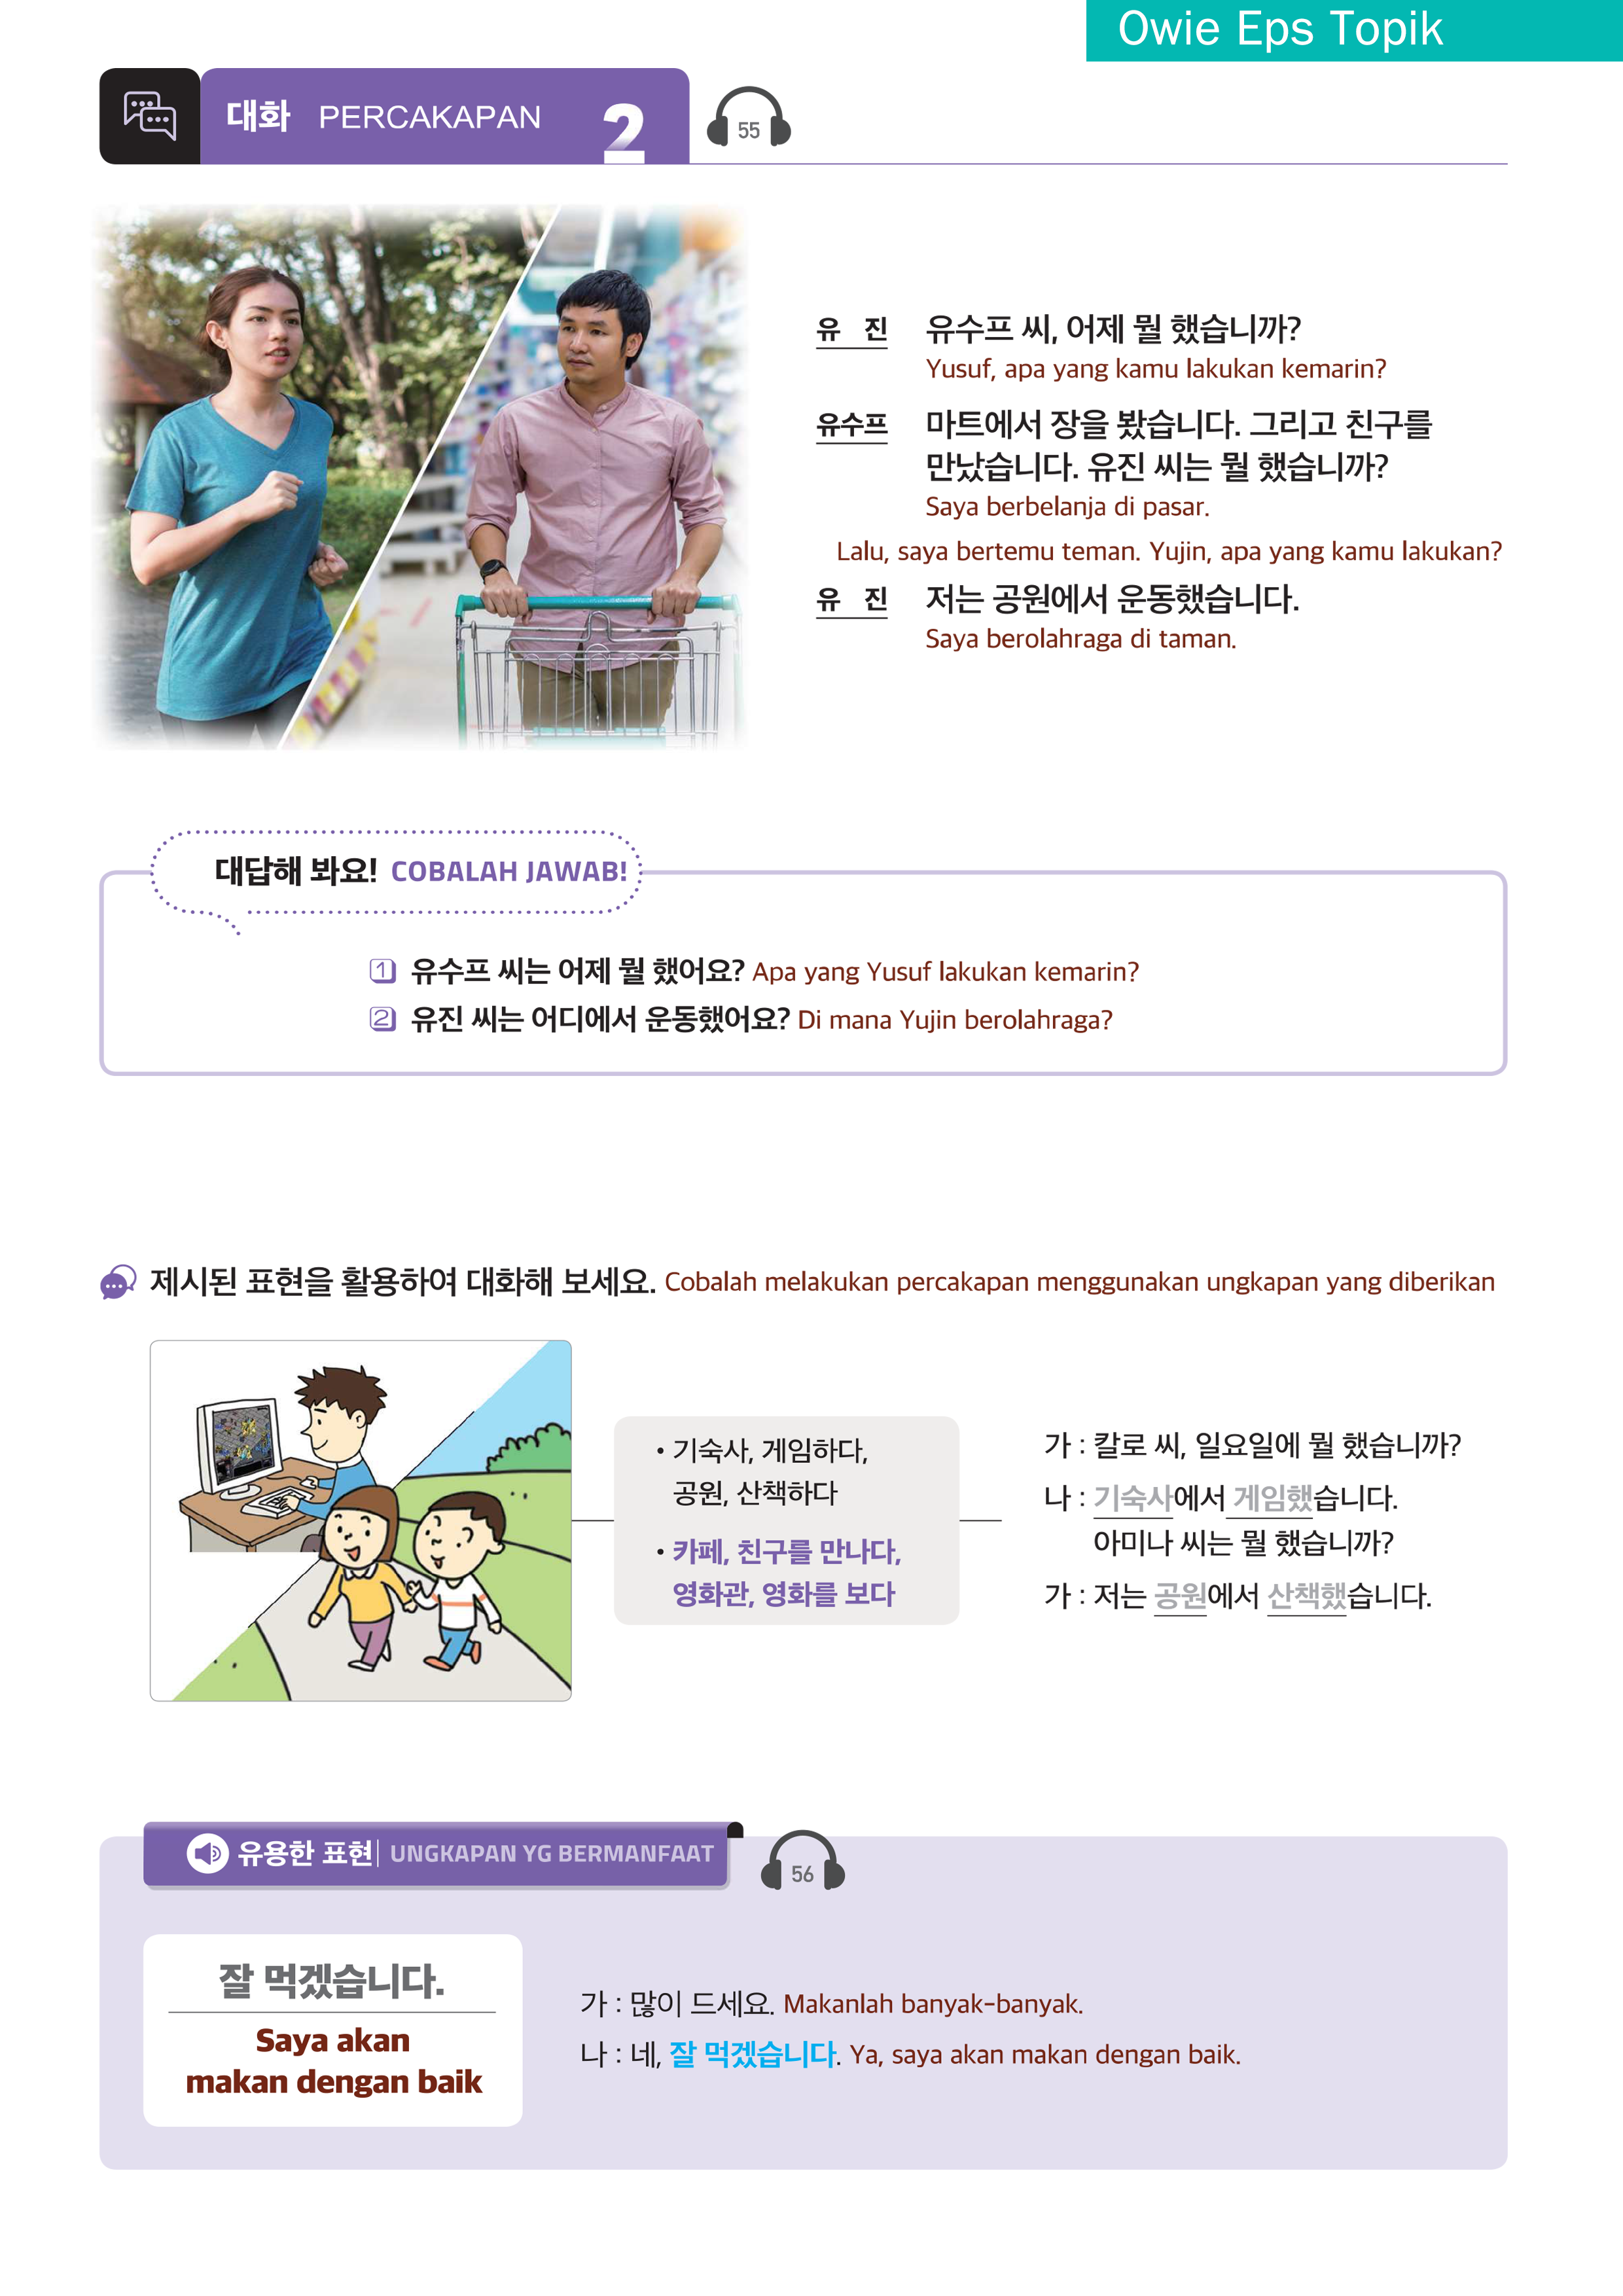 Owie Eps Topik
대화 PERCAKAPAN 2
55
유 진 유수프 씨, 어제 뭘 했습니까?
Yusuf, apa yang kamu lakukan kemarin?
유수프 마트에서 장을 봤습니다. 그리고 친구를
만났습니다. 유진 씨는 뭘 했습니까?
Saya berbelanja di pasar.
Lalu, saya bertemu teman. Yujin, apa yang kamu lakukan?
유 진 저는 공원에서 운동했습니다.
Saya berolahraga di taman.
대답해 봐요! COBALAH JAWAB!
1 유수프 씨는 어제 뭘 했어요? Apa yang Yusuf lakukan kemarin?
2 유진 씨는 어디에서 운동했어요? Di mana Yujin berolahraga?
제시된 표현을 활용하여 대화해 보세요. Cobalah melakukan percakapan menggunakan ungkapan yang diberikan
• 기숙사, 게임하다,
공원, 산책하다
• 카페, 친구를 만나다,
영화관, 영화를 보다
가 : 칼로 씨, 일요일에 뭘 했습니까?
나 : 기숙사에서 게임했습니다.
아미나 씨는 뭘 했습니까?
가 : 저는 공원에서 산책했습니다.
유용한 표현| UNGKAPAN YG BERMANFAAT
56
잘 먹겠습니다.
Saya akan
makan dengan baik
가 : 많이 드세요. Makanlah banyak-banyak.
나 : 네, 잘 먹겠습니다. Ya, saya akan makan dengan baik.